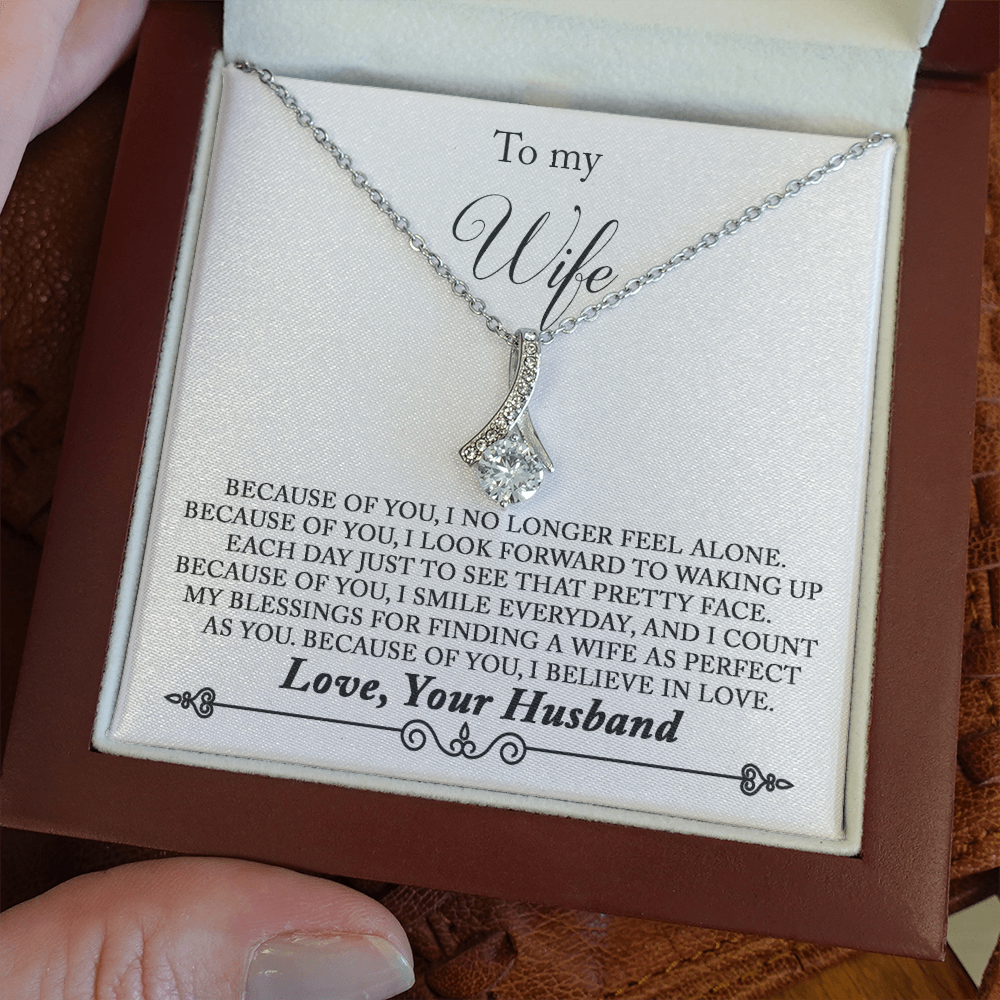 To my
Wife
BECAUSE OF YOU, I NO LONGER FEEL ALONE.
BECAUSE OF YOU, I LOOK FORWARD TO WAKING UP
EACH DAY JUST TO SEE THAT PRETTY FACE.
BECAUSE OF YOU, I SMILE EVERYDAY, AND I COUNT
MY BLESSINGS FOR FINDING A WIFE AS PERFECT
AS YOU. BECAUSE OF YOU, I BELIEVE IN LOVE.
Love, Your Husband